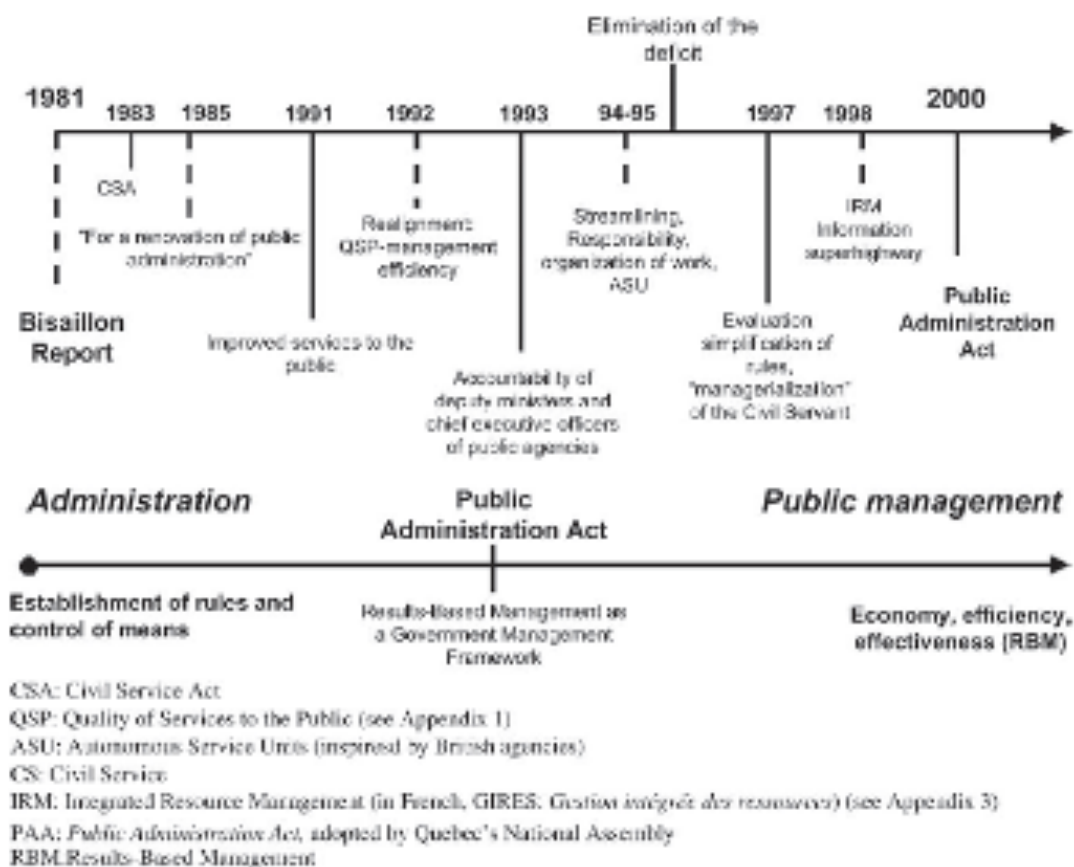 Elimination of the
deficit
1981
1983
1985
1991
1992
1993
94-95
1997
1998
2000
CSA
"For a renovation of public
administration"
Bisaillon
Report
Improved services to the
public
Realignment:
QSP-management
efficiency
Accountability of
deputy ministers and
chief executive officers
of public agencies
Streamlining,
Responsibility,
organization of work,
ASU
Evaluation
simplification of
rules,
"managerialization"
of the Civil Servant
IRM
Information
superhighway
Public
Administration
Act
Administration
Public
Administration Act
Public management
Establishment of rules and
control of means
Results-Based Management as
a Government Management
Framework
Economy, efficiency,
effectiveness (RBM)
CSA: Civil Service Act
QSP: Quality of Services to the Public (see Appendix 1)
ASU: Autonomous Service Units (inspired by British agencies)
CS: Civil Service
IRM: Integrated Resource Management (in French, GIRES: Gestion intégrée des ressources) (see Appendix 3)
PAA: Public Administration Act, adopted by Quebec's National Assembly
RBM:Results-Based Management